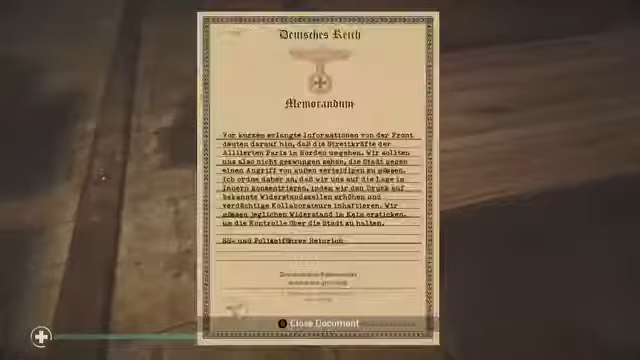 Deutsches Reich
Memorandum
Vor kurzem erlangte Informationen von der Front
deuten darauf hin, daß die Streitkräfte der
Alliierten Paris im Norden umgehen. Wir sollten
uns also nicht gezwungen sehen, die Stadt gegen
einen Angriff von außen verteidigen zu müssen.
Ich ordne daher an, daß wir uns auf die Lage im
Innern konzentrieren, indem wir den Druck auf
bekannte Widerstandszellen erhöhen und
verdächtige Kollaborateure inhaftieren. Wir
müssen jeglichen Widerstand im Keim ersticken,
um die Kontrolle über die Stadt zu halten.
SS- und Polizeiführer Heinrich
Close Document